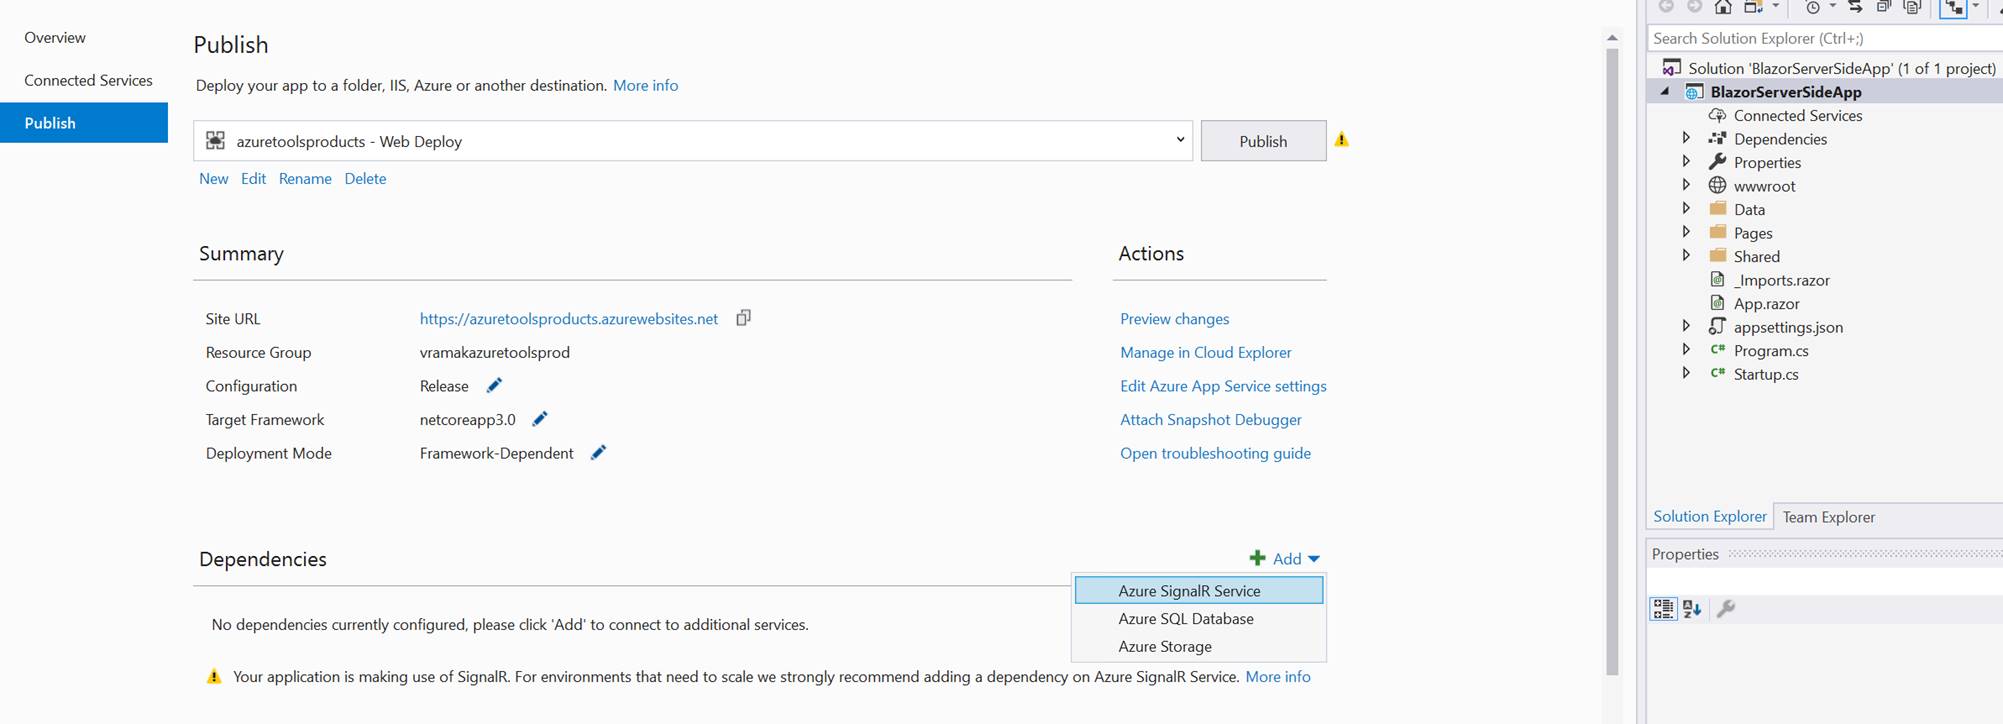 Overview
Connected Services
Publish
Publish
Deploy your app to a folder, IIS, Azure or another destination. More info
azuretoolsproducts - Web Deploy
Publish
New Edit Rename Delete
Summary
Site URL https://azuretoolsproducts.azurewebsites.net
Resource Group vramakazuretoolsprod
Configuration Release
Target Framework netcoreapp3.0
Deployment Mode Framework-Dependent
Actions
Preview changes
Manage in Cloud Explorer
Edit Azure App Service settings
Attach Snapshot Debugger
Open troubleshooting guide
Dependencies
Add
Azure SignalR Service
Azure SQL Database
Azure Storage
No dependencies currently configured, please click 'Add' to connect to additional services.
Your application is making use of SignalR. For environments that need to scale we strongly recommend adding a dependency on Azure SignalR Service. More info
Search Solution Explorer (Ctrl+;)
Solution 'BlazorServerSideApp' (1 of 1 project)
BlazorServerSideApp
Connected Services
Dependencies
Properties
wwwroot
Data
Pages
Shared
_Imports.razor
App.razor
appsettings.json
C# Program.cs
C# Startup.cs
Solution Explorer Team Explorer
Properties